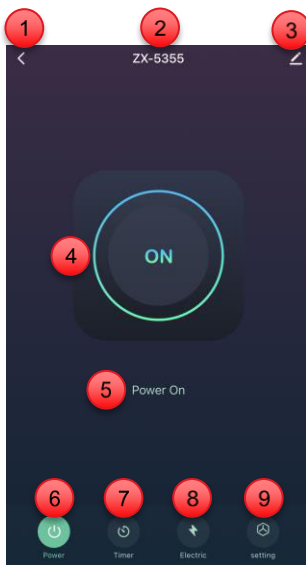 1 2 3
ZX-5355
4 ON
5 Power On
6 7 8 9
Power Timer Electric setting